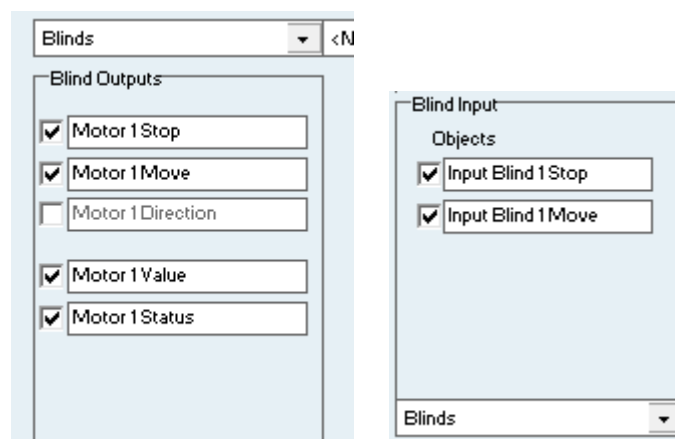 Blinds
<N
Blind Outputs
Motor 1 Stop
Motor 1 Move
Motor 1 Direction
Motor 1 Value
Motor 1 Status
Blind Input
Objects
Input Blind 1 Stop
Input Blind 1 Move
Blinds